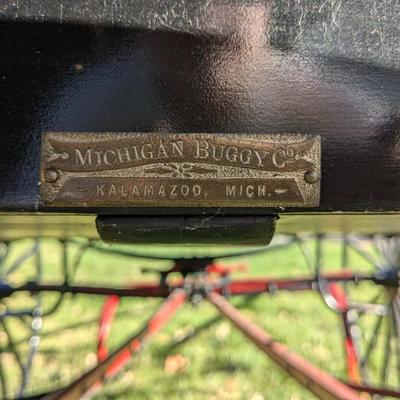 MICHIGAN BUGGY Co.
- KALAMAZOO, MICH. -